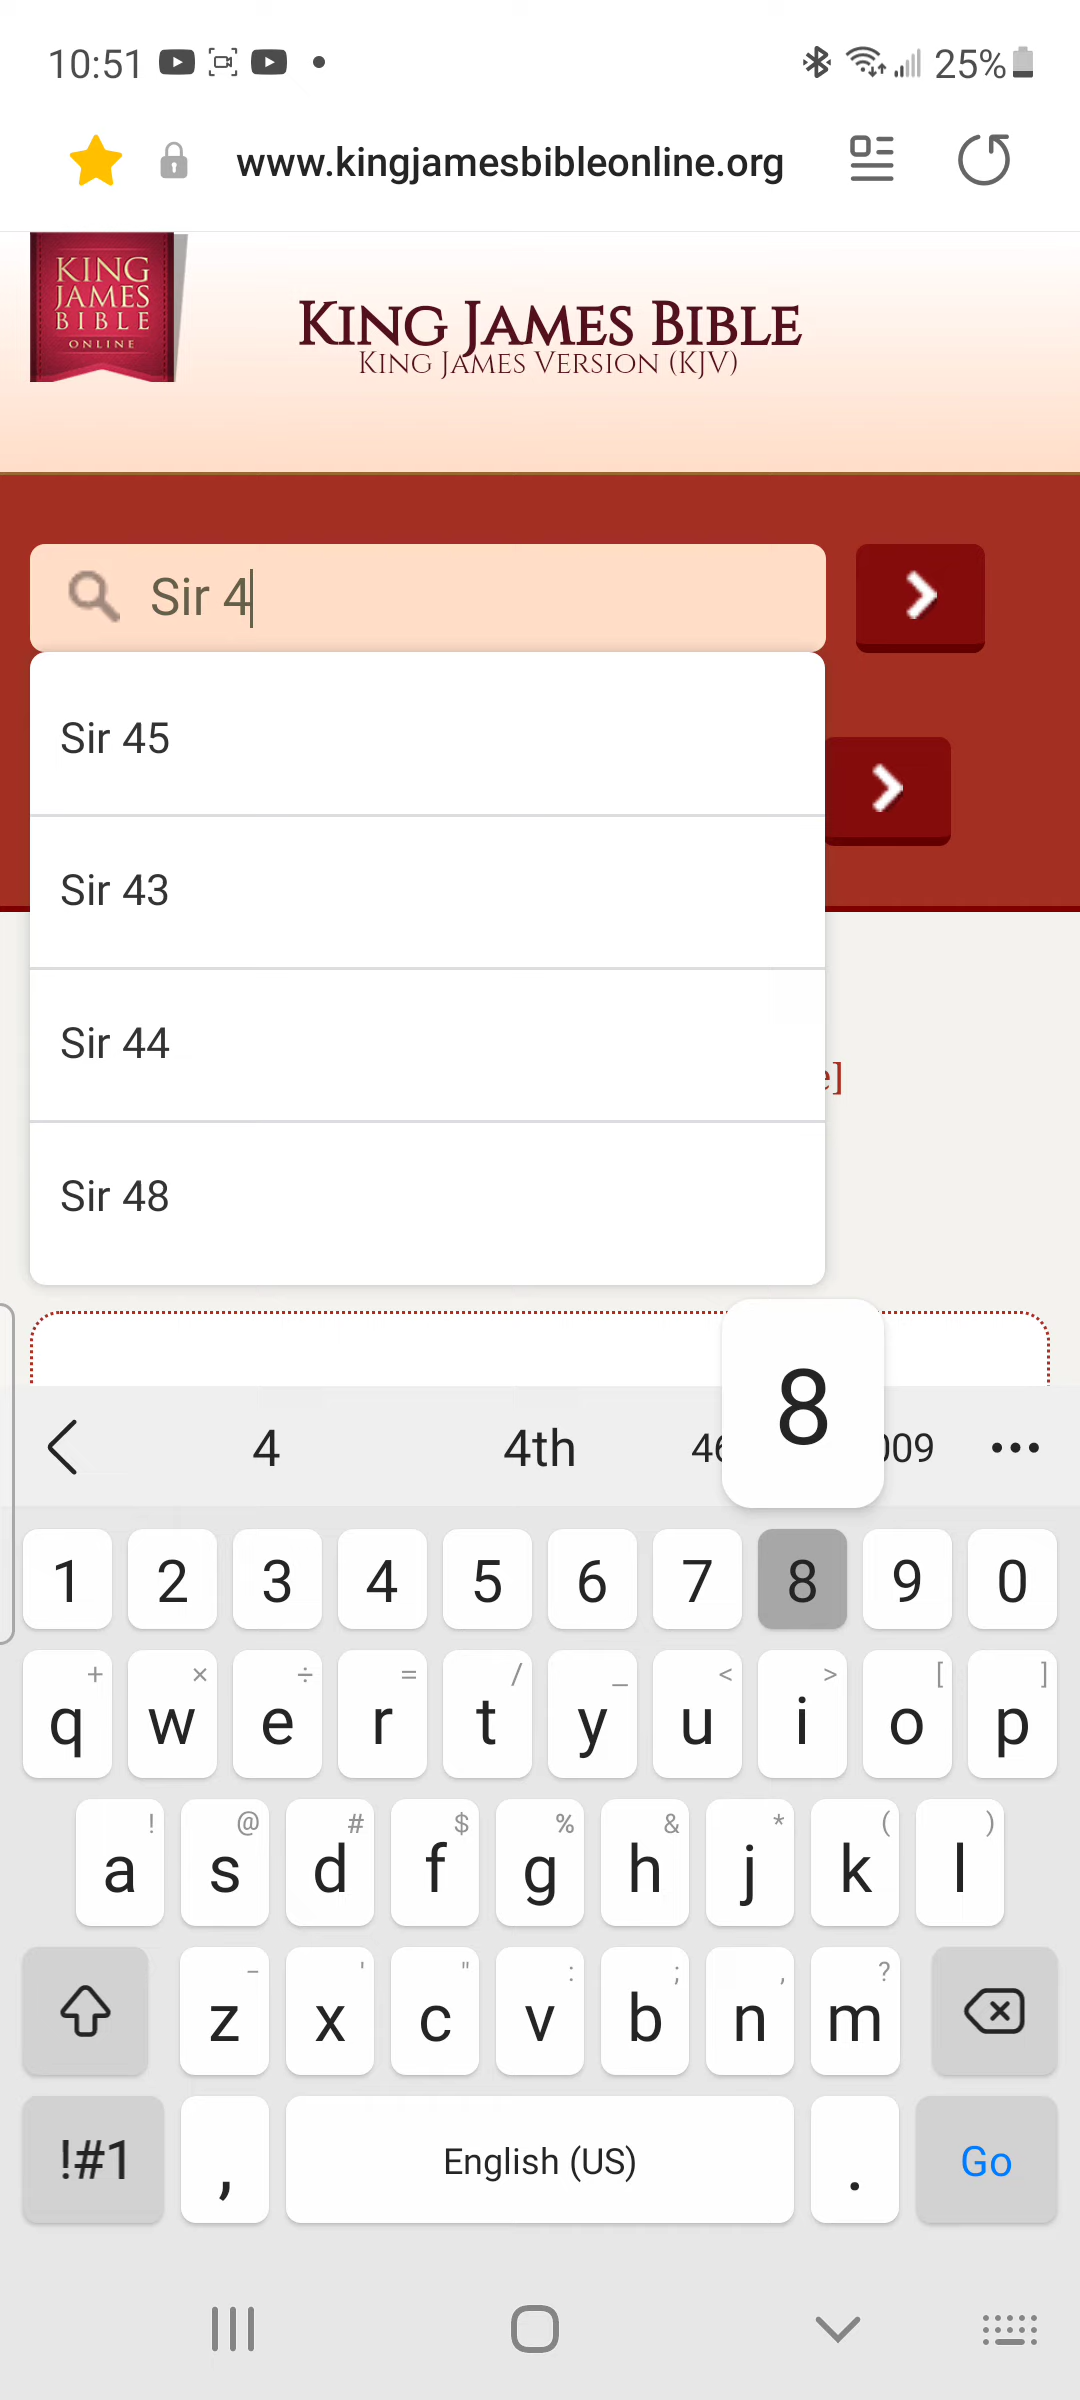 10:51
25%
www.kingjamesbibleonline.org
KING
JAMES
BIBLE
ONLINE
KING JAMES BIBLE
KING JAMES VERSION (KJV)
Sir 4
Sir 45
Sir 43
Sir 44
e]
Sir 48
8
4 4th
1 2 3 4 5 6 7 8 9 0
+ × ÷ = / _ < > [ ]
q w e r t y u i o p
! @ # $ % & * ( )
a s d f g h j k l
- ' " : ; , ?
z x c v b n m
!#1 , English (US) . Go